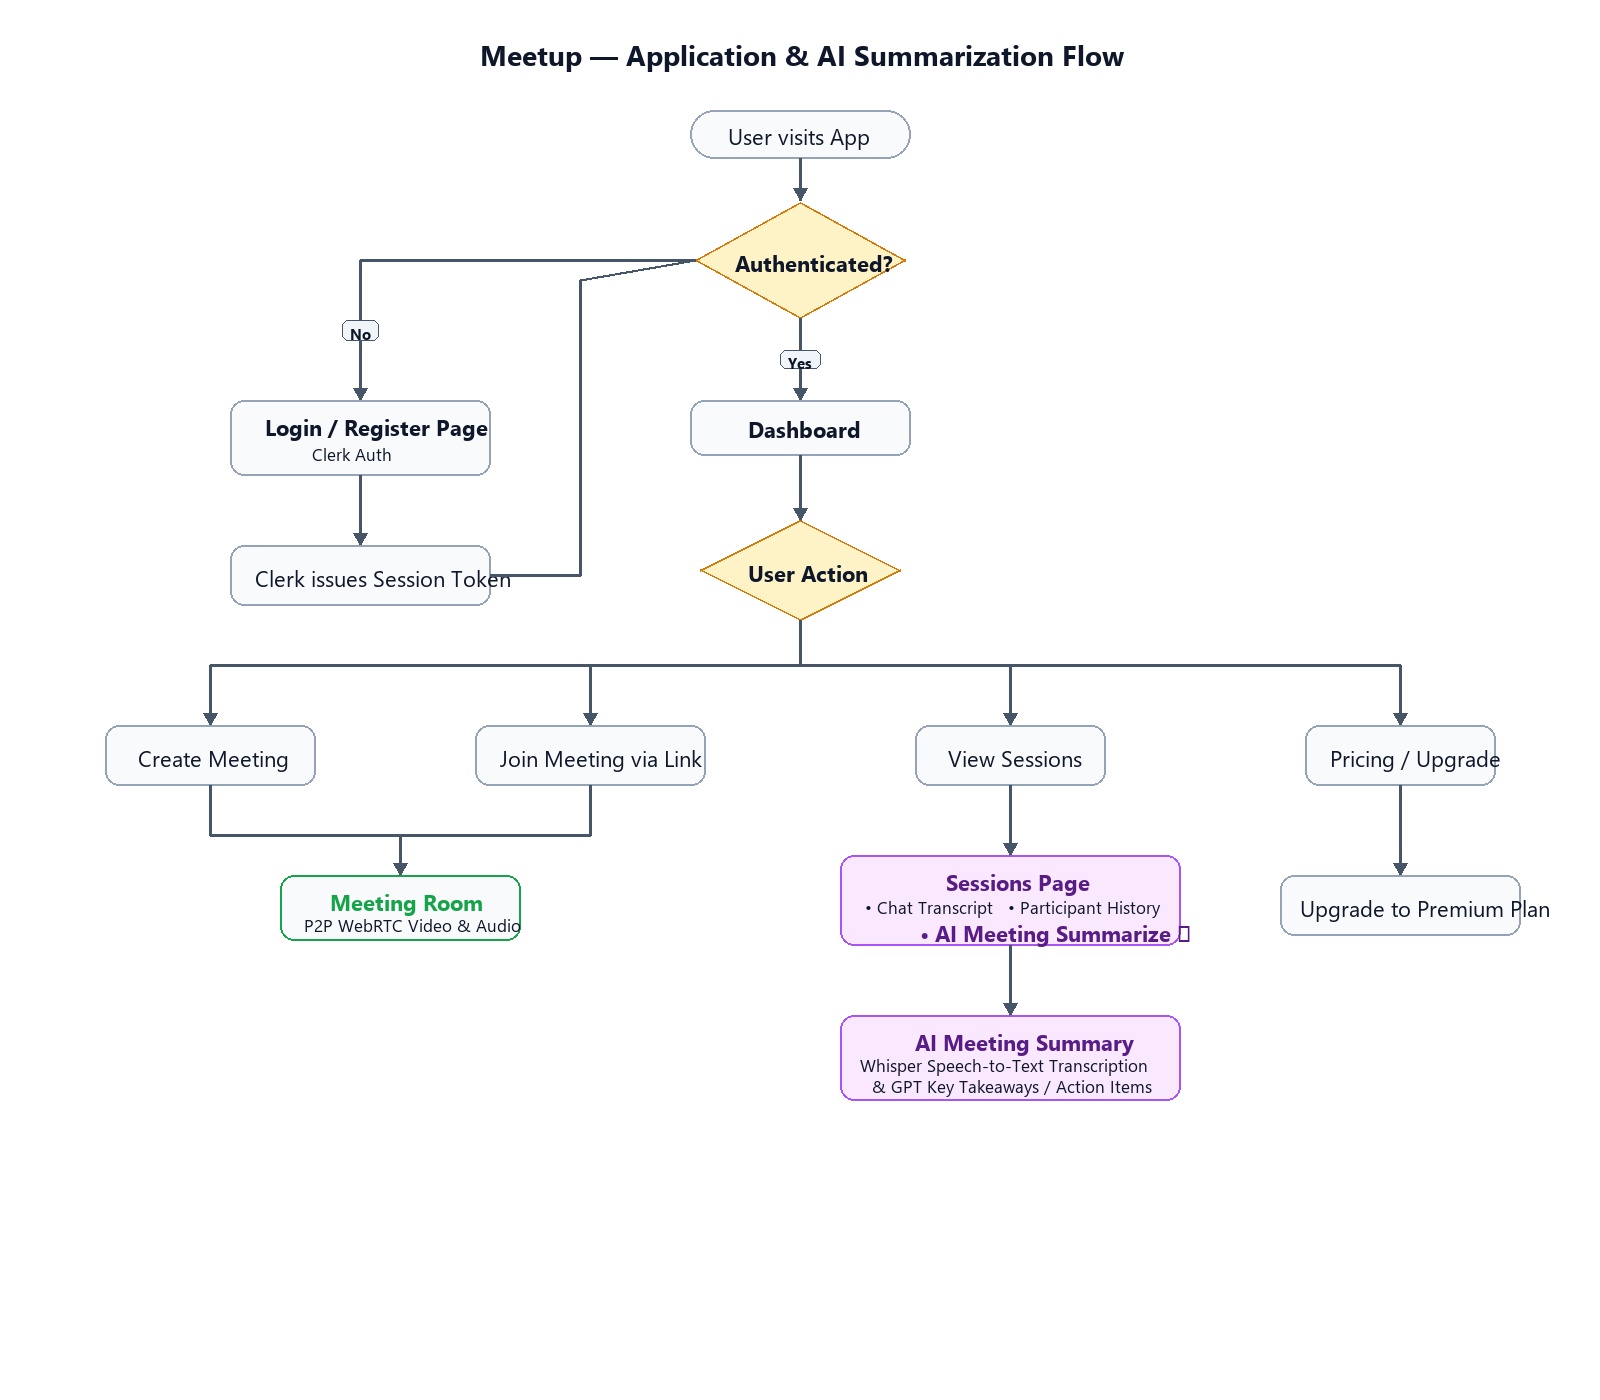 Meetup — Application & AI Summarization Flow
User visits App
Authenticated?
No
Yes
Login / Register Page
Clerk Auth
Dashboard
Clerk issues Session Token
User Action
Create Meeting
Join Meeting via Link
View Sessions
Pricing / Upgrade
Meeting Room
P2P WebRTC Video & Audio
Sessions Page
• Chat Transcript • Participant History
• AI Meeting Summarize
Upgrade to Premium Plan
AI Meeting Summary
Whisper Speech-to-Text Transcription
& GPT Key Takeaways / Action Items